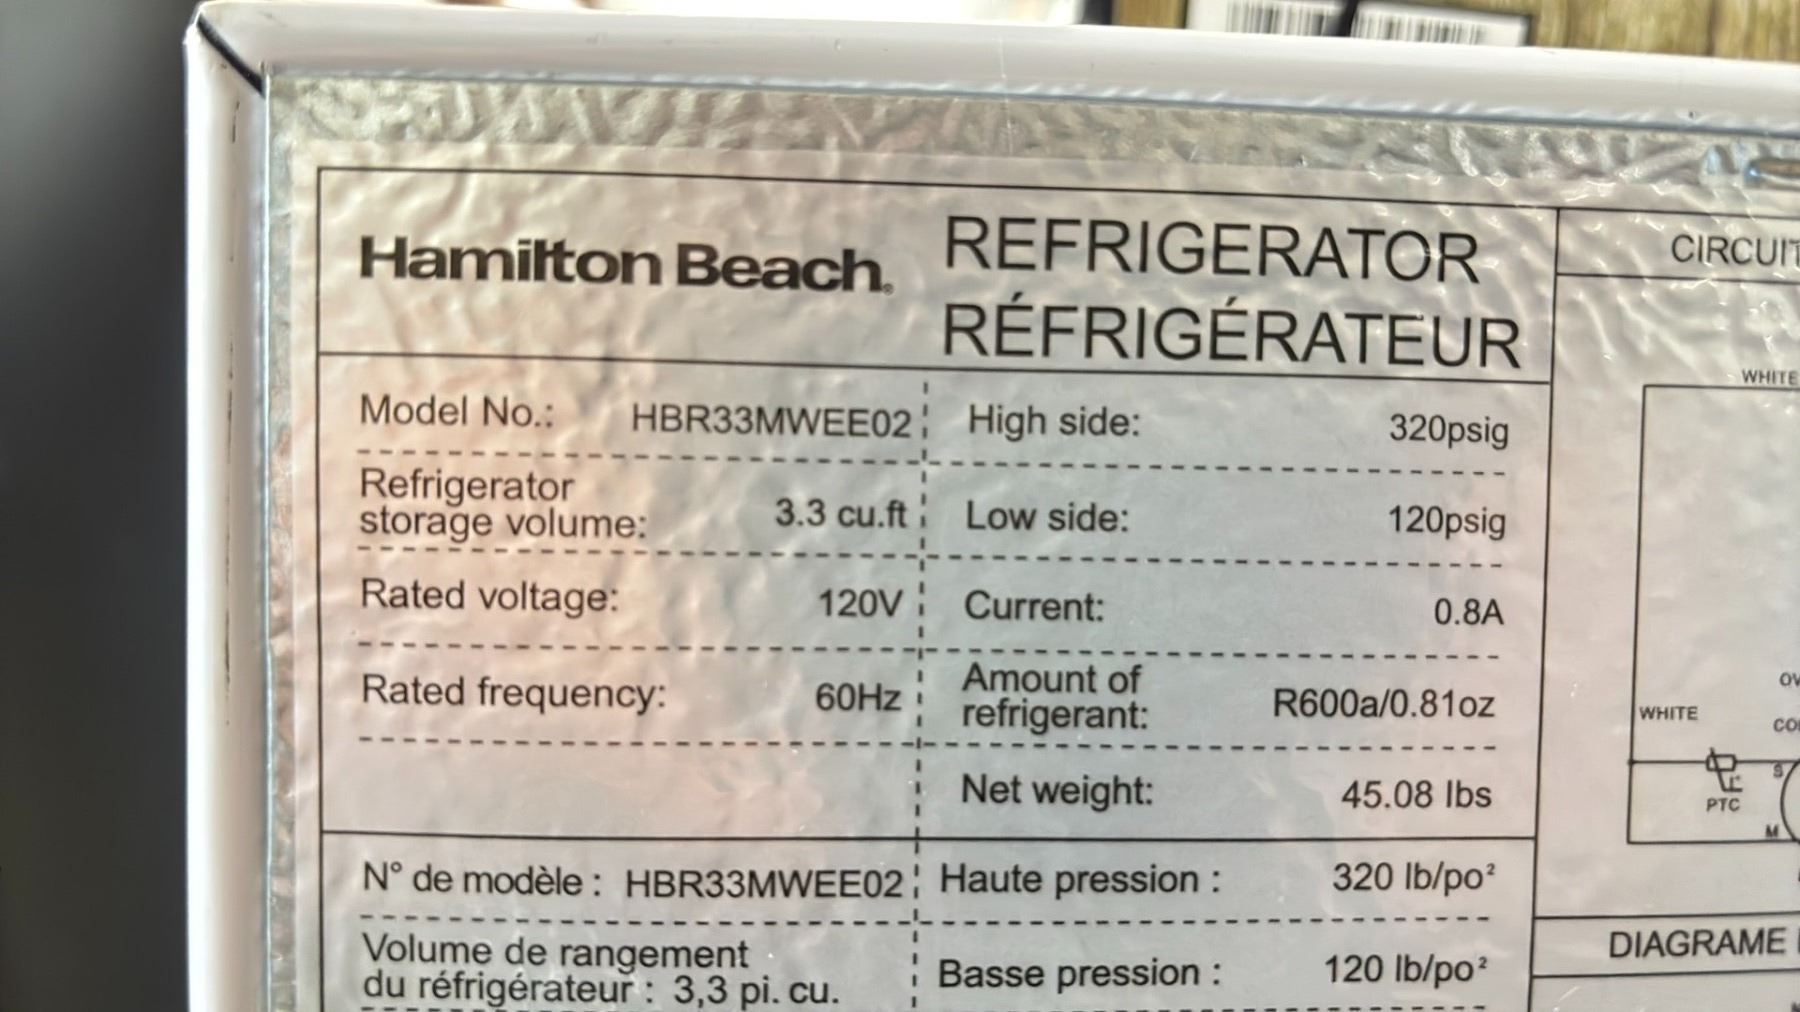 Hamilton Beach® REFRIGERATOR
RÉFRIGÉRATEUR
Model No.: HBR33MWEE02
Refrigerator
storage volume: 3.3 cu.ft
Rated voltage: 120V
Rated frequency: 60Hz
High side: 320psig
Low side: 120psig
Current: 0.8A
Amount of
refrigerant: R600a/0.81oz
Net weight: 45.08 lbs
N° de modèle : HBR33MWEE02
Volume de rangement
du réfrigérateur : 3,3 pi. cu.
Haute pression : 320 lb/po²
Basse pression : 120 lb/po²
CIRCUIT
WHITE
WHITE
PTC
S
M
DIAGRAME